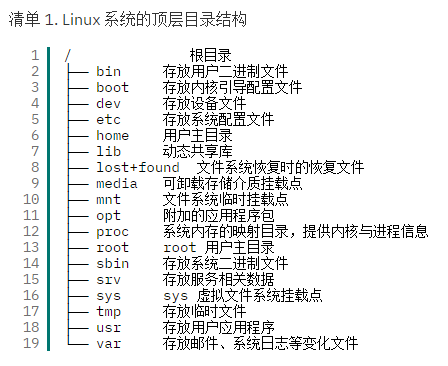 清单 1. Linux 系统的顶层目录结构
1 / 根目录
2 ├── bin 存放用户二进制文件
3 ├── boot 存放内核引导配置文件
4 ├── dev 存放设备文件
5 ├── etc 存放系统配置文件
6 ├── home 用户主目录
7 ├── lib 动态共享库
8 ├── lost+found 文件系统恢复时的恢复文件
9 ├── media 可卸载存储介质挂载点
10 ├── mnt 文件系统临时挂载点
11 ├── opt 附加的应用程序包
12 ├── proc 系统内存的映射目录，提供内核与进程信息
13 ├── root root 用户主目录
14 ├── sbin 存放系统二进制文件
15 ├── srv 存放服务相关数据
16 ├── sys sys 虚拟文件系统挂载点
17 ├── tmp 存放临时文件
18 ├── usr 存放用户应用程序
19 └── var 存放邮件、系统日志等变化文件